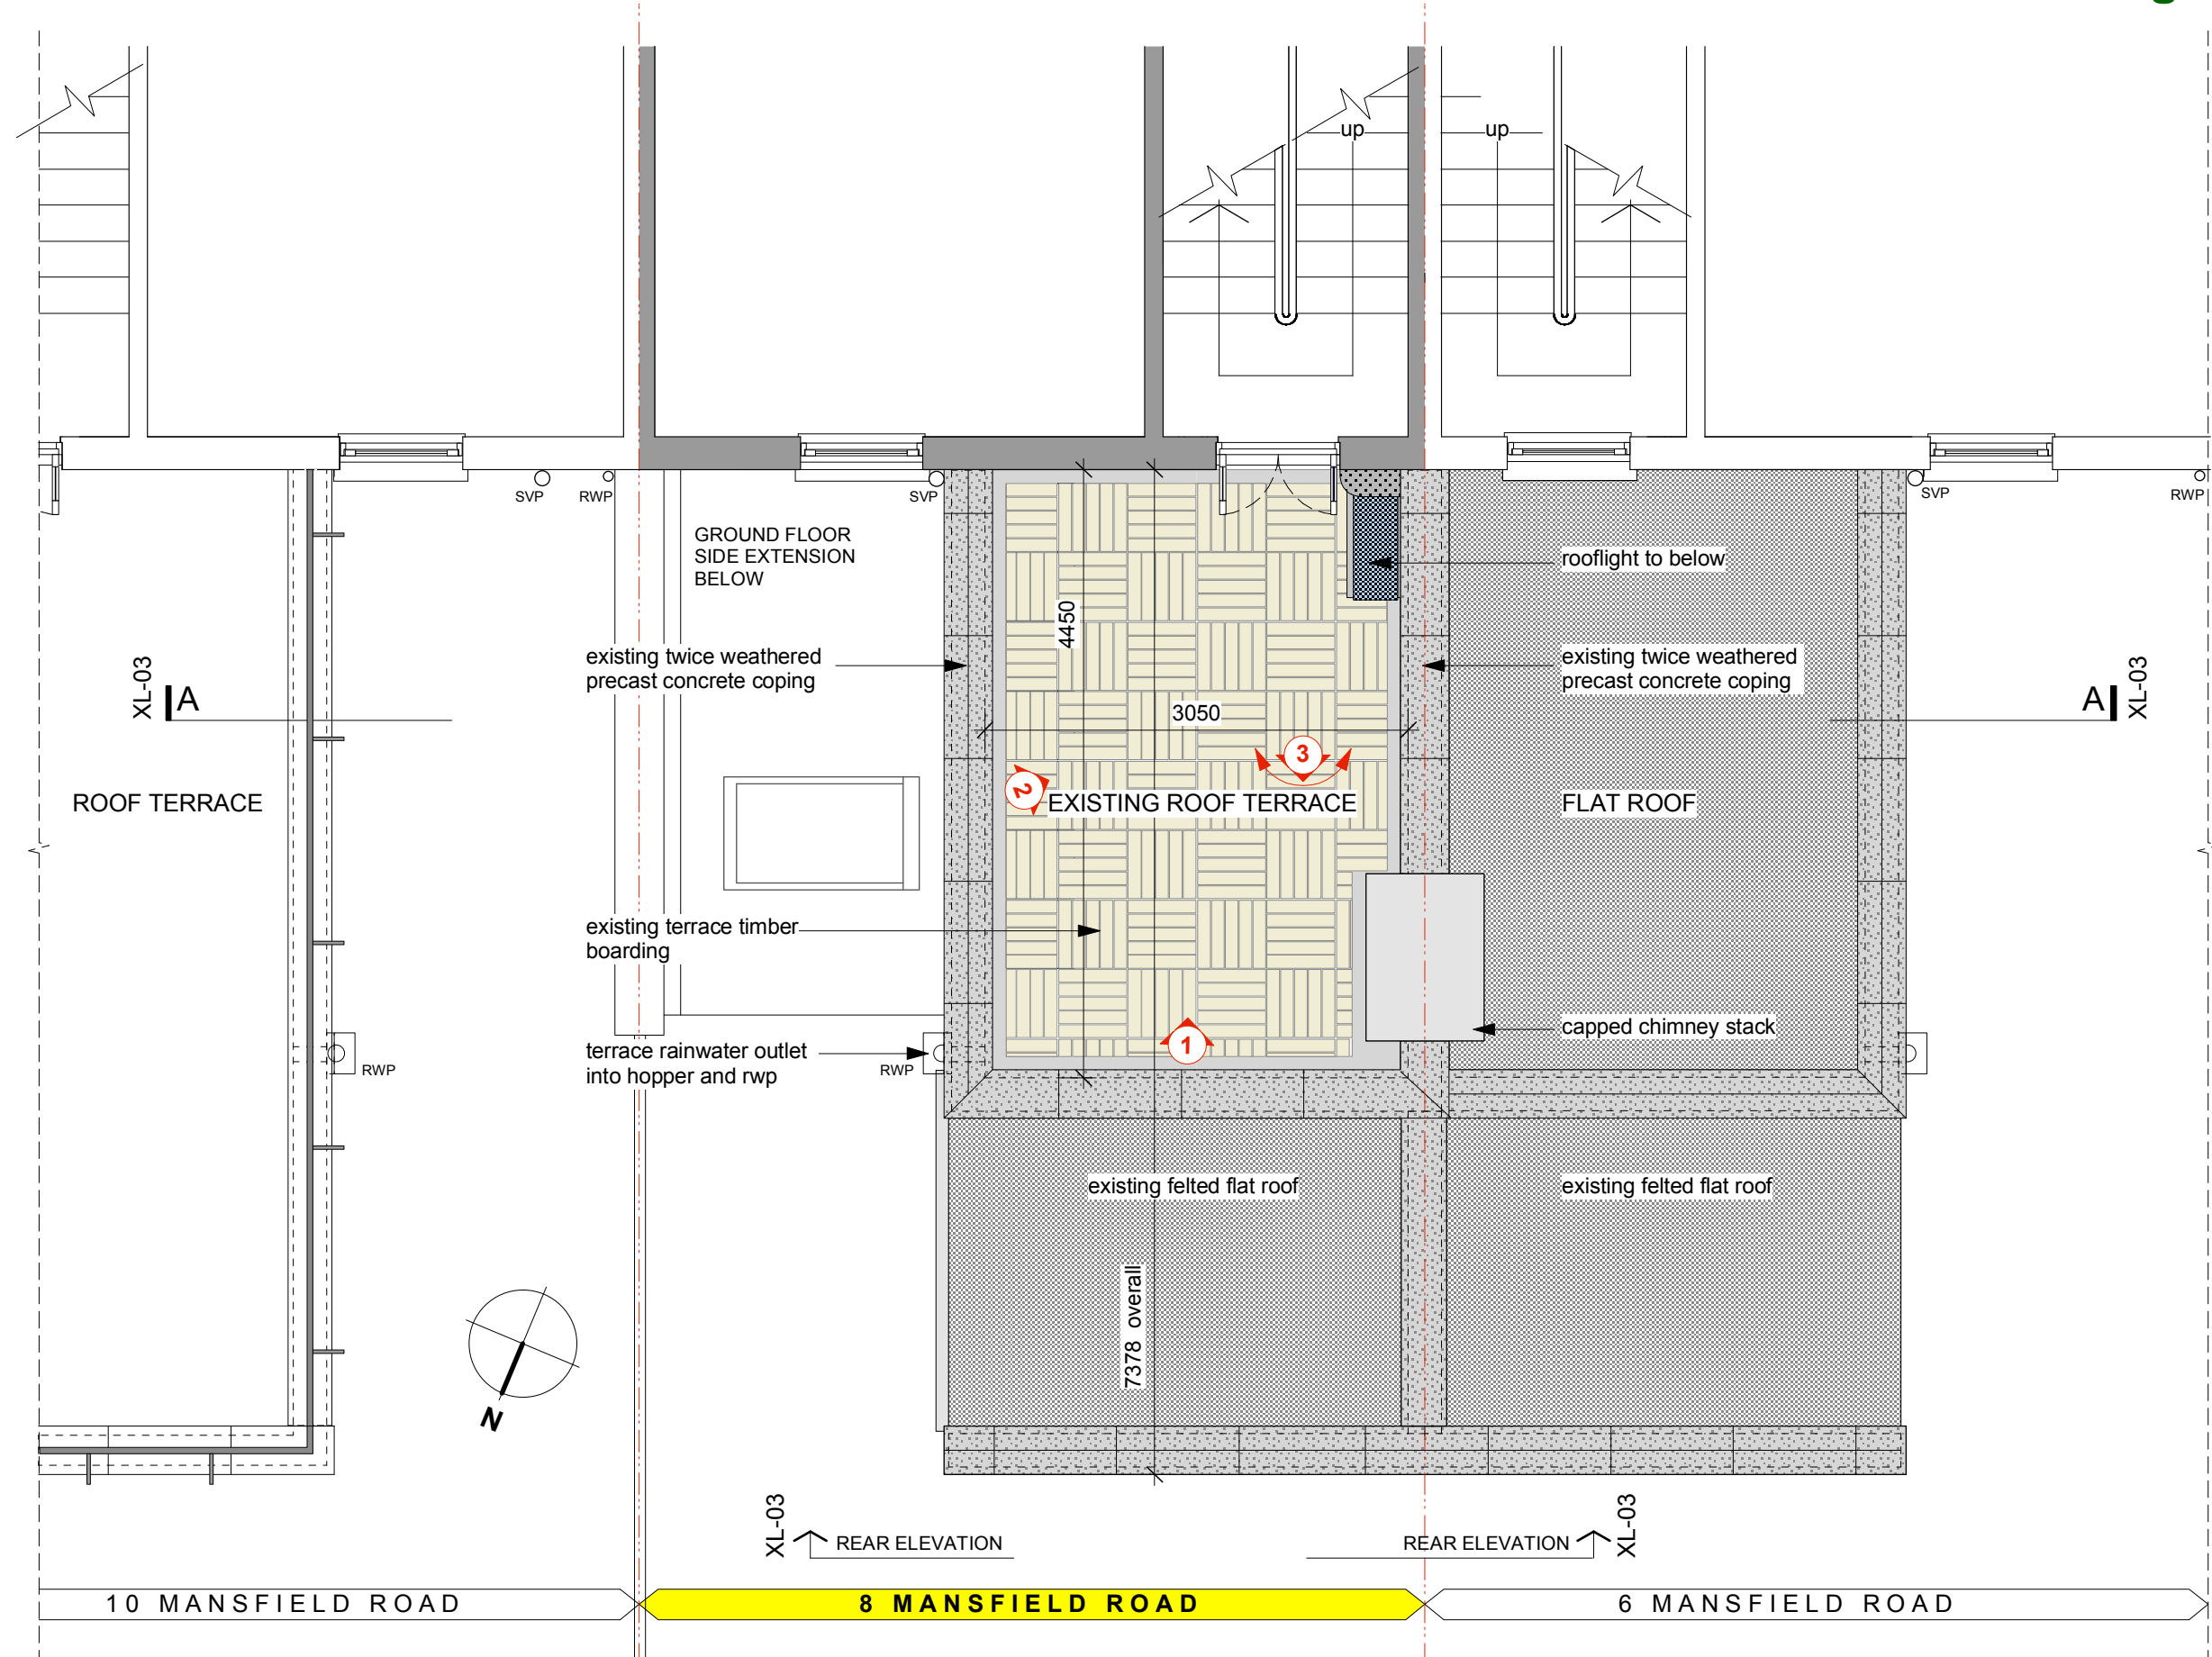 up
up
SVP
RWP
SVP
SVP
RWP
GROUND FLOOR
SIDE EXTENSION
BELOW
rooflight to below
4450
existing twice weathered
precast concrete coping
existing twice weathered
precast concrete coping
XL-03
A
A
XL-03
3050
3
2
ROOF TERRACE
EXISTING ROOF TERRACE
FLAT ROOF
existing terrace timber
boarding
capped chimney stack
1
terrace rainwater outlet
into hopper and rwp
RWP
RWP
existing felted flat roof
existing felted flat roof
7378 overall
N
XL-03
REAR ELEVATION
REAR ELEVATION
XL-03
10 MANSFIELD ROAD
8 MANSFIELD ROAD
6 MANSFIELD ROAD